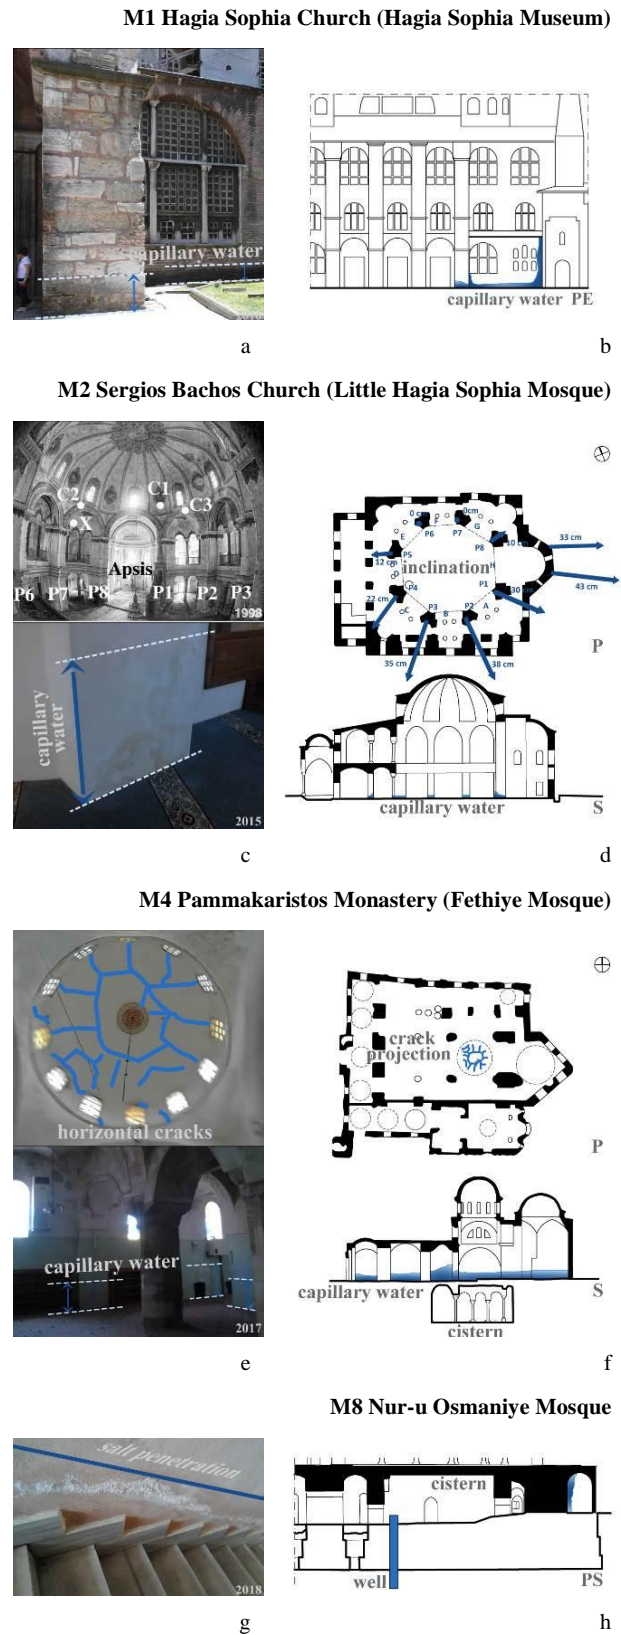 M1 Hagia Sophia Church (Hagia Sophia Museum)
capillary water
capillary water PE
a
b
M2 Sergios Bachos Church (Little Hagia Sophia Mosque)
C2
C1
C3
X
Apsis
P6 P7 P8 P1 P2 P3
1998
capillary
water
2015
0 cm
0cm
F
G
E
P6
P7
P8
10 cm
33 cm
P5
12 cm
inclination
H
D
P4
P1
30 cm
43 cm
22 cm
C
P3
B
P2
A
35 cm
38 cm
P
capillary water
S
c
d
M4 Pammakaristos Monastery (Fethiye Mosque)
horizontal cracks
crack
projection
P
capillary water
2017
capillary water
S
cistern
e
f
M8 Nur-u Osmaniye Mosque
salt penetration
2018
cistern
well
PS
g
h